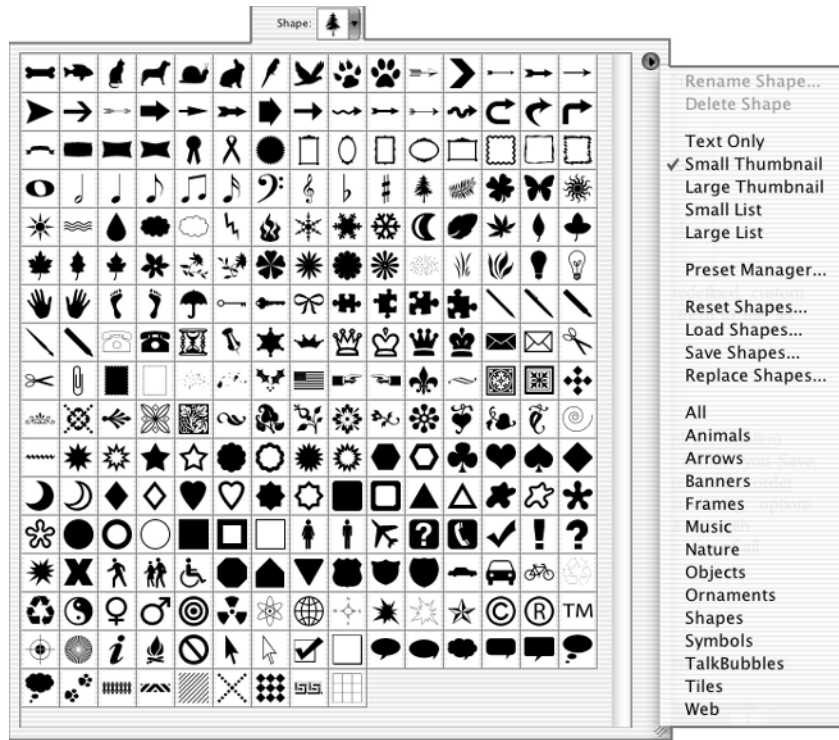 Shape:
Rename Shape...
Delete Shape
Text Only
✓ Small Thumbnail
Large Thumbnail
Small List
Large List
Preset Manager...
Reset Shapes...
Load Shapes...
Save Shapes...
Replace Shapes...
All
Animals
Arrows
Banners
Frames
Music
Nature
Objects
Ornaments
Shapes
Symbols
TalkBubbles
Tiles
Web
TM